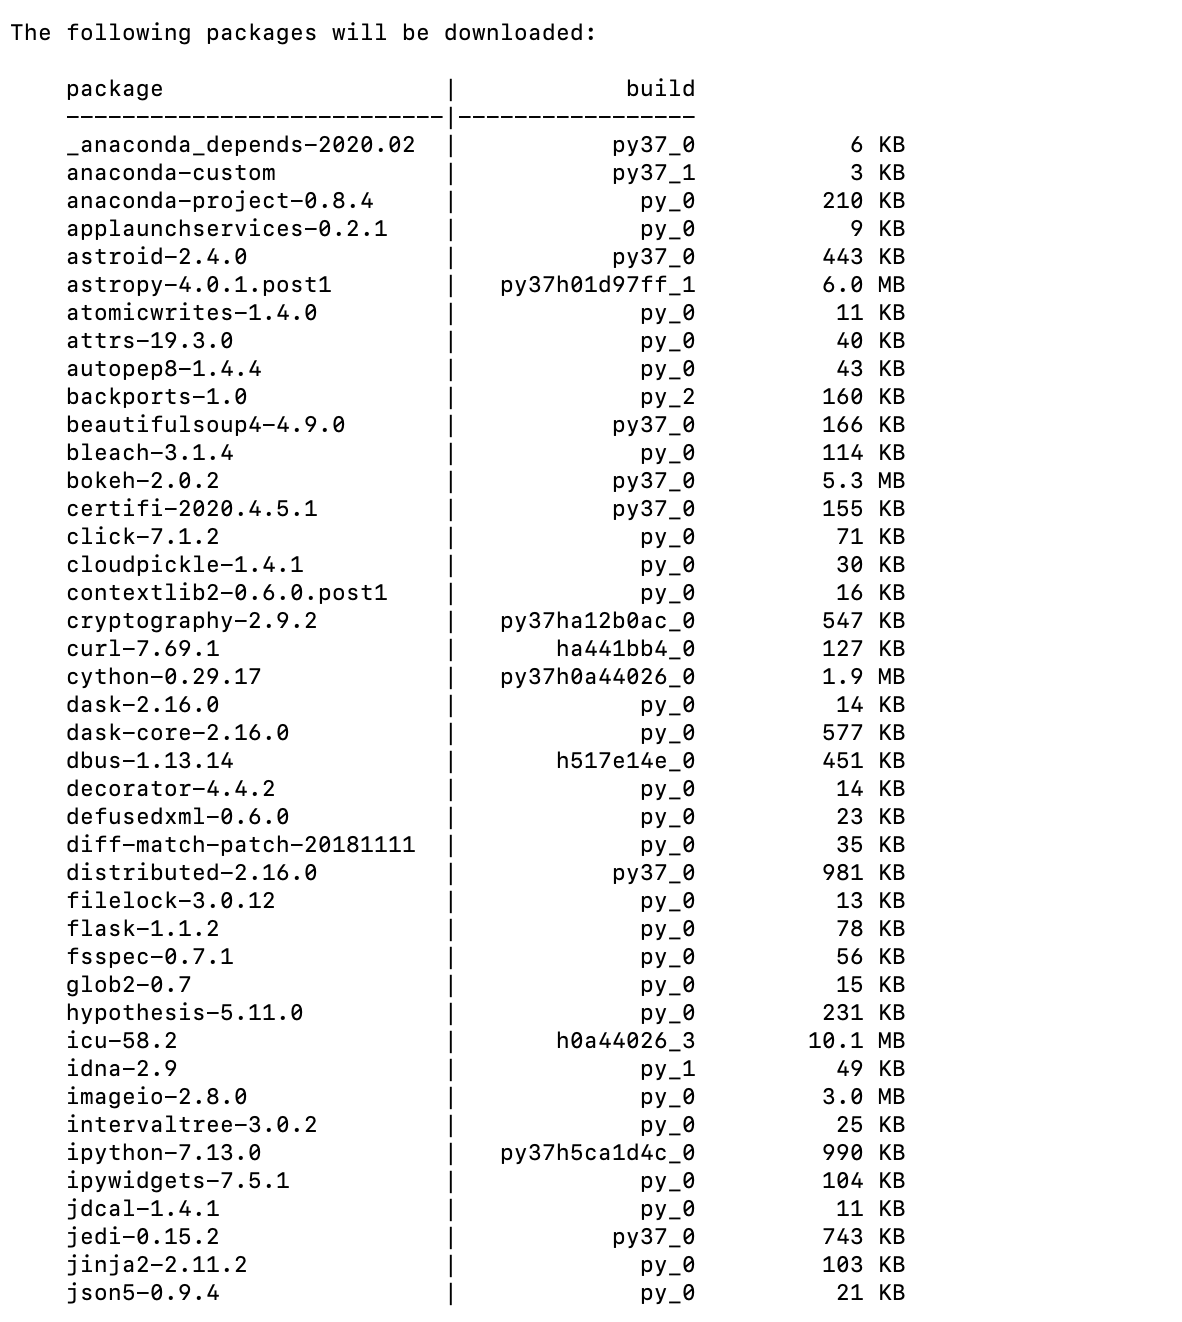 The following packages will be downloaded:
package | build
---------------------------|-----------------
_anaconda_depends-2020.02 | py37_0 6 KB
anaconda-custom | py37_1 3 KB
anaconda-project-0.8.4 | py_0 210 KB
applaunchservices-0.2.1 | py_0 9 KB
astroid-2.4.0 | py37_0 443 KB
astropy-4.0.1.post1 | py37h01d97ff_1 6.0 MB
atomicwrites-1.4.0 | py_0 11 KB
attrs-19.3.0 | py_0 40 KB
autopep8-1.4.4 | py_0 43 KB
backports-1.0 | py_2 160 KB
beautifulsoup4-4.9.0 | py37_0 166 KB
bleach-3.1.4 | py_0 114 KB
bokeh-2.0.2 | py37_0 5.3 MB
certifi-2020.4.5.1 | py37_0 155 KB
click-7.1.2 | py_0 71 KB
cloudpickle-1.4.1 | py_0 30 KB
contextlib2-0.6.0.post1 | py_0 16 KB
cryptography-2.9.2 | py37ha12b0ac_0 547 KB
curl-7.69.1 | ha441bb4_0 127 KB
cython-0.29.17 | py37h0a44026_0 1.9 MB
dask-2.16.0 | py_0 14 KB
dask-core-2.16.0 | py_0 577 KB
dbus-1.13.14 | h517e14e_0 451 KB
decorator-4.4.2 | py_0 14 KB
defusedxml-0.6.0 | py_0 23 KB
diff-match-patch-20181111 | py_0 35 KB
distributed-2.16.0 | py37_0 981 KB
filelock-3.0.12 | py_0 13 KB
flask-1.1.2 | py_0 78 KB
fsspec-0.7.1 | py_0 56 KB
glob2-0.7 | py_0 15 KB
hypothesis-5.11.0 | py_0 231 KB
icu-58.2 | h0a44026_3 10.1 MB
idna-2.9 | py_1 49 KB
imageio-2.8.0 | py_0 3.0 MB
intervaltree-3.0.2 | py_0 25 KB
ipython-7.13.0 | py37h5ca1d4c_0 990 KB
ipywidgets-7.5.1 | py_0 104 KB
jdcal-1.4.1 | py_0 11 KB
jedi-0.15.2 | py37_0 743 KB
jinja2-2.11.2 | py_0 103 KB
json5-0.9.4 | py_0 21 KB